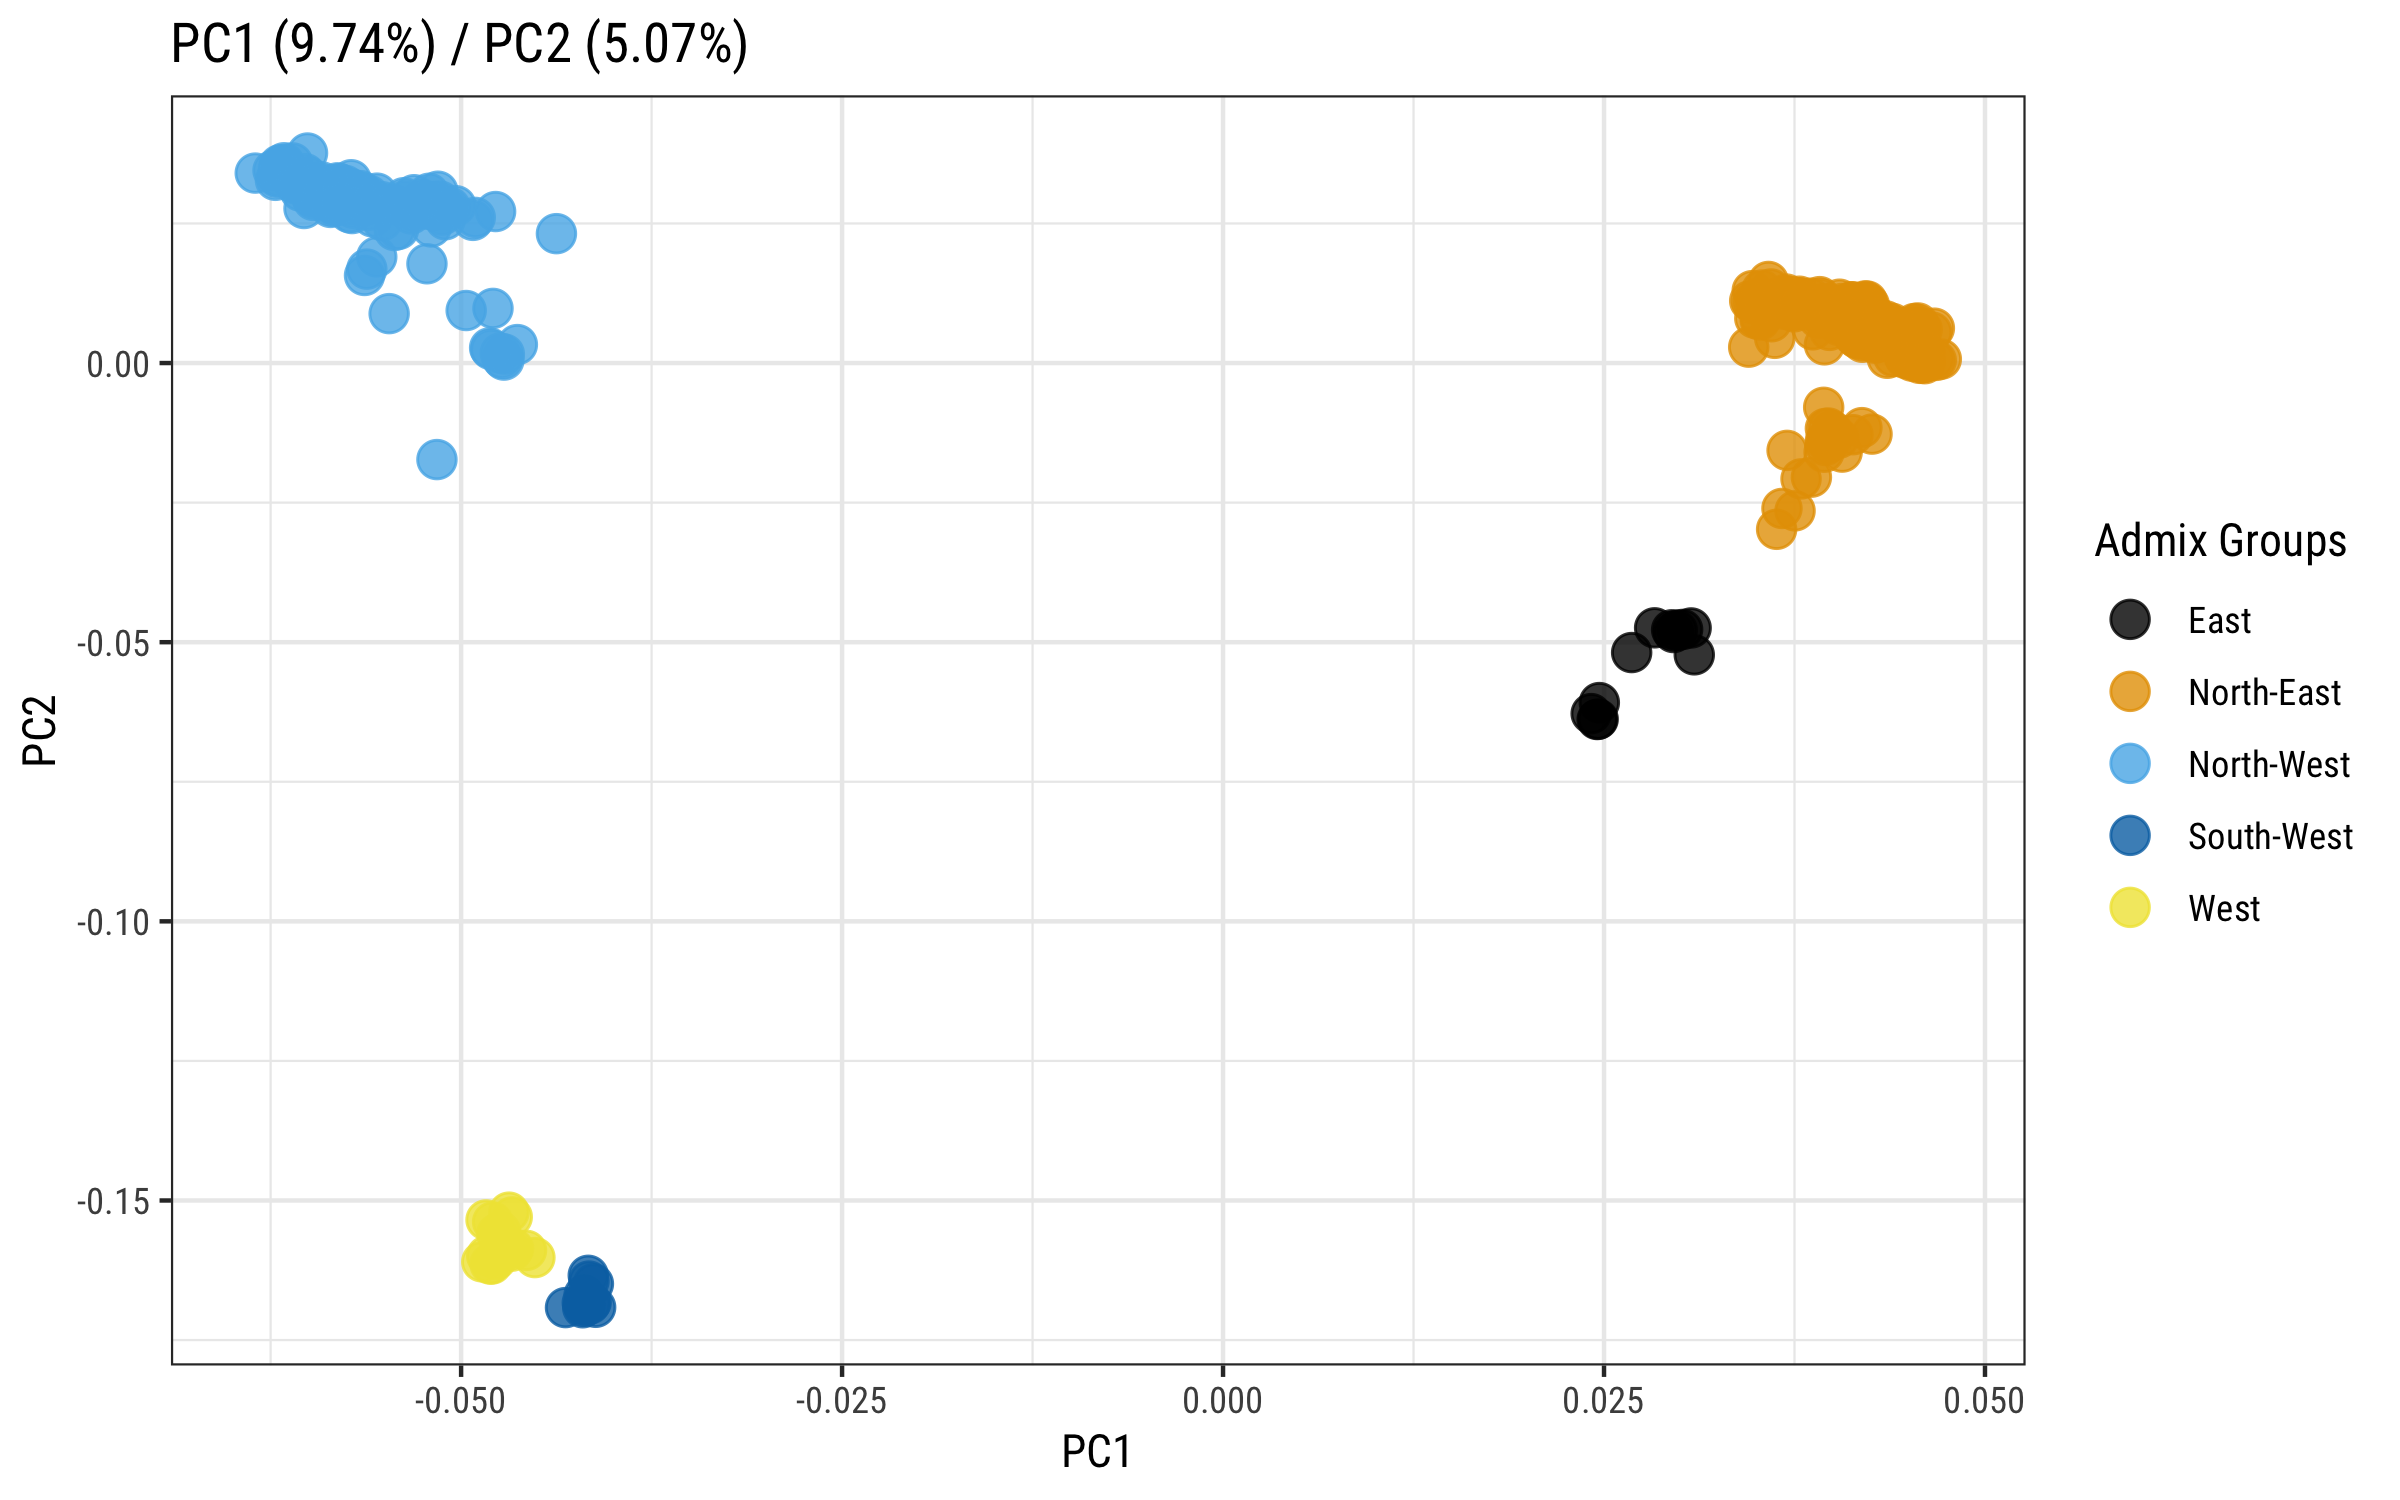 PC1 (9.74%) / PC2 (5.07%)
0.00
-0.05
-0.10
-0.15
PC2
-0.050
-0.025
0.000
0.025
0.050
PC1
Admix Groups
East
North-East
North-West
South-West
West